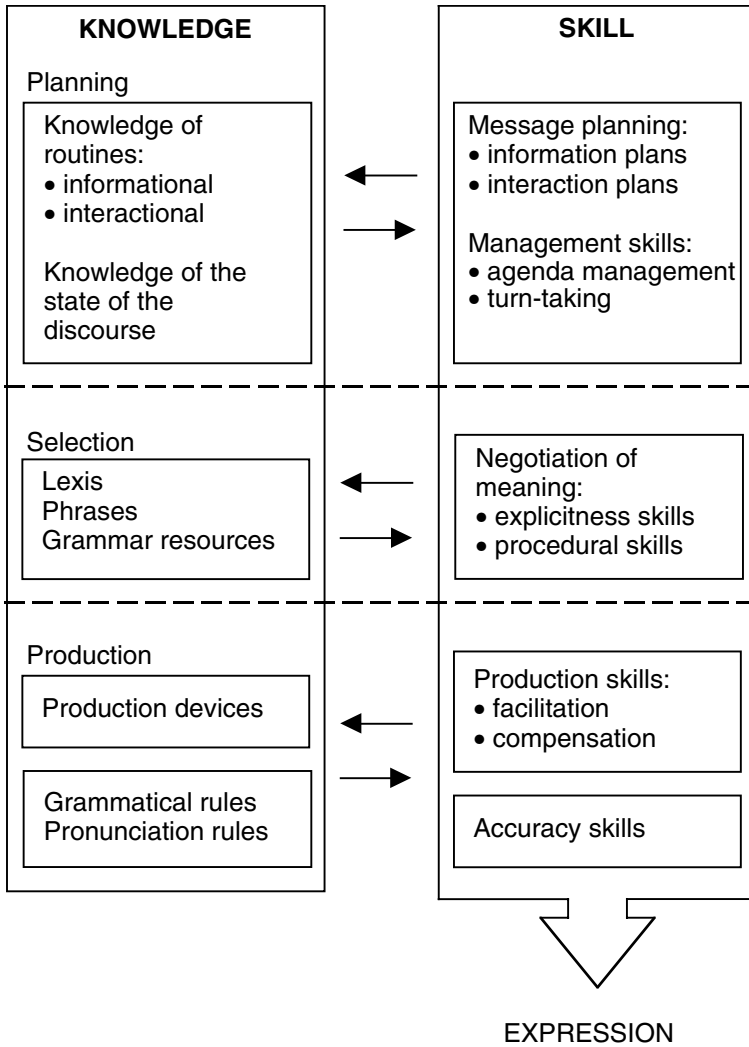 KNOWLEDGE
Planning
Knowledge of
routines:
• informational
• interactional
Knowledge of the
state of the
discourse
Selection
Lexis
Phrases
Grammar resources
Production
Production devices
Grammatical rules
Pronunciation rules
SKILL
Message planning:
• information plans
• interaction plans
Management skills:
• agenda management
• turn-taking
Negotiation of
meaning:
• explicitness skills
• procedural skills
Production skills:
• facilitation
• compensation
Accuracy skills
EXPRESSION